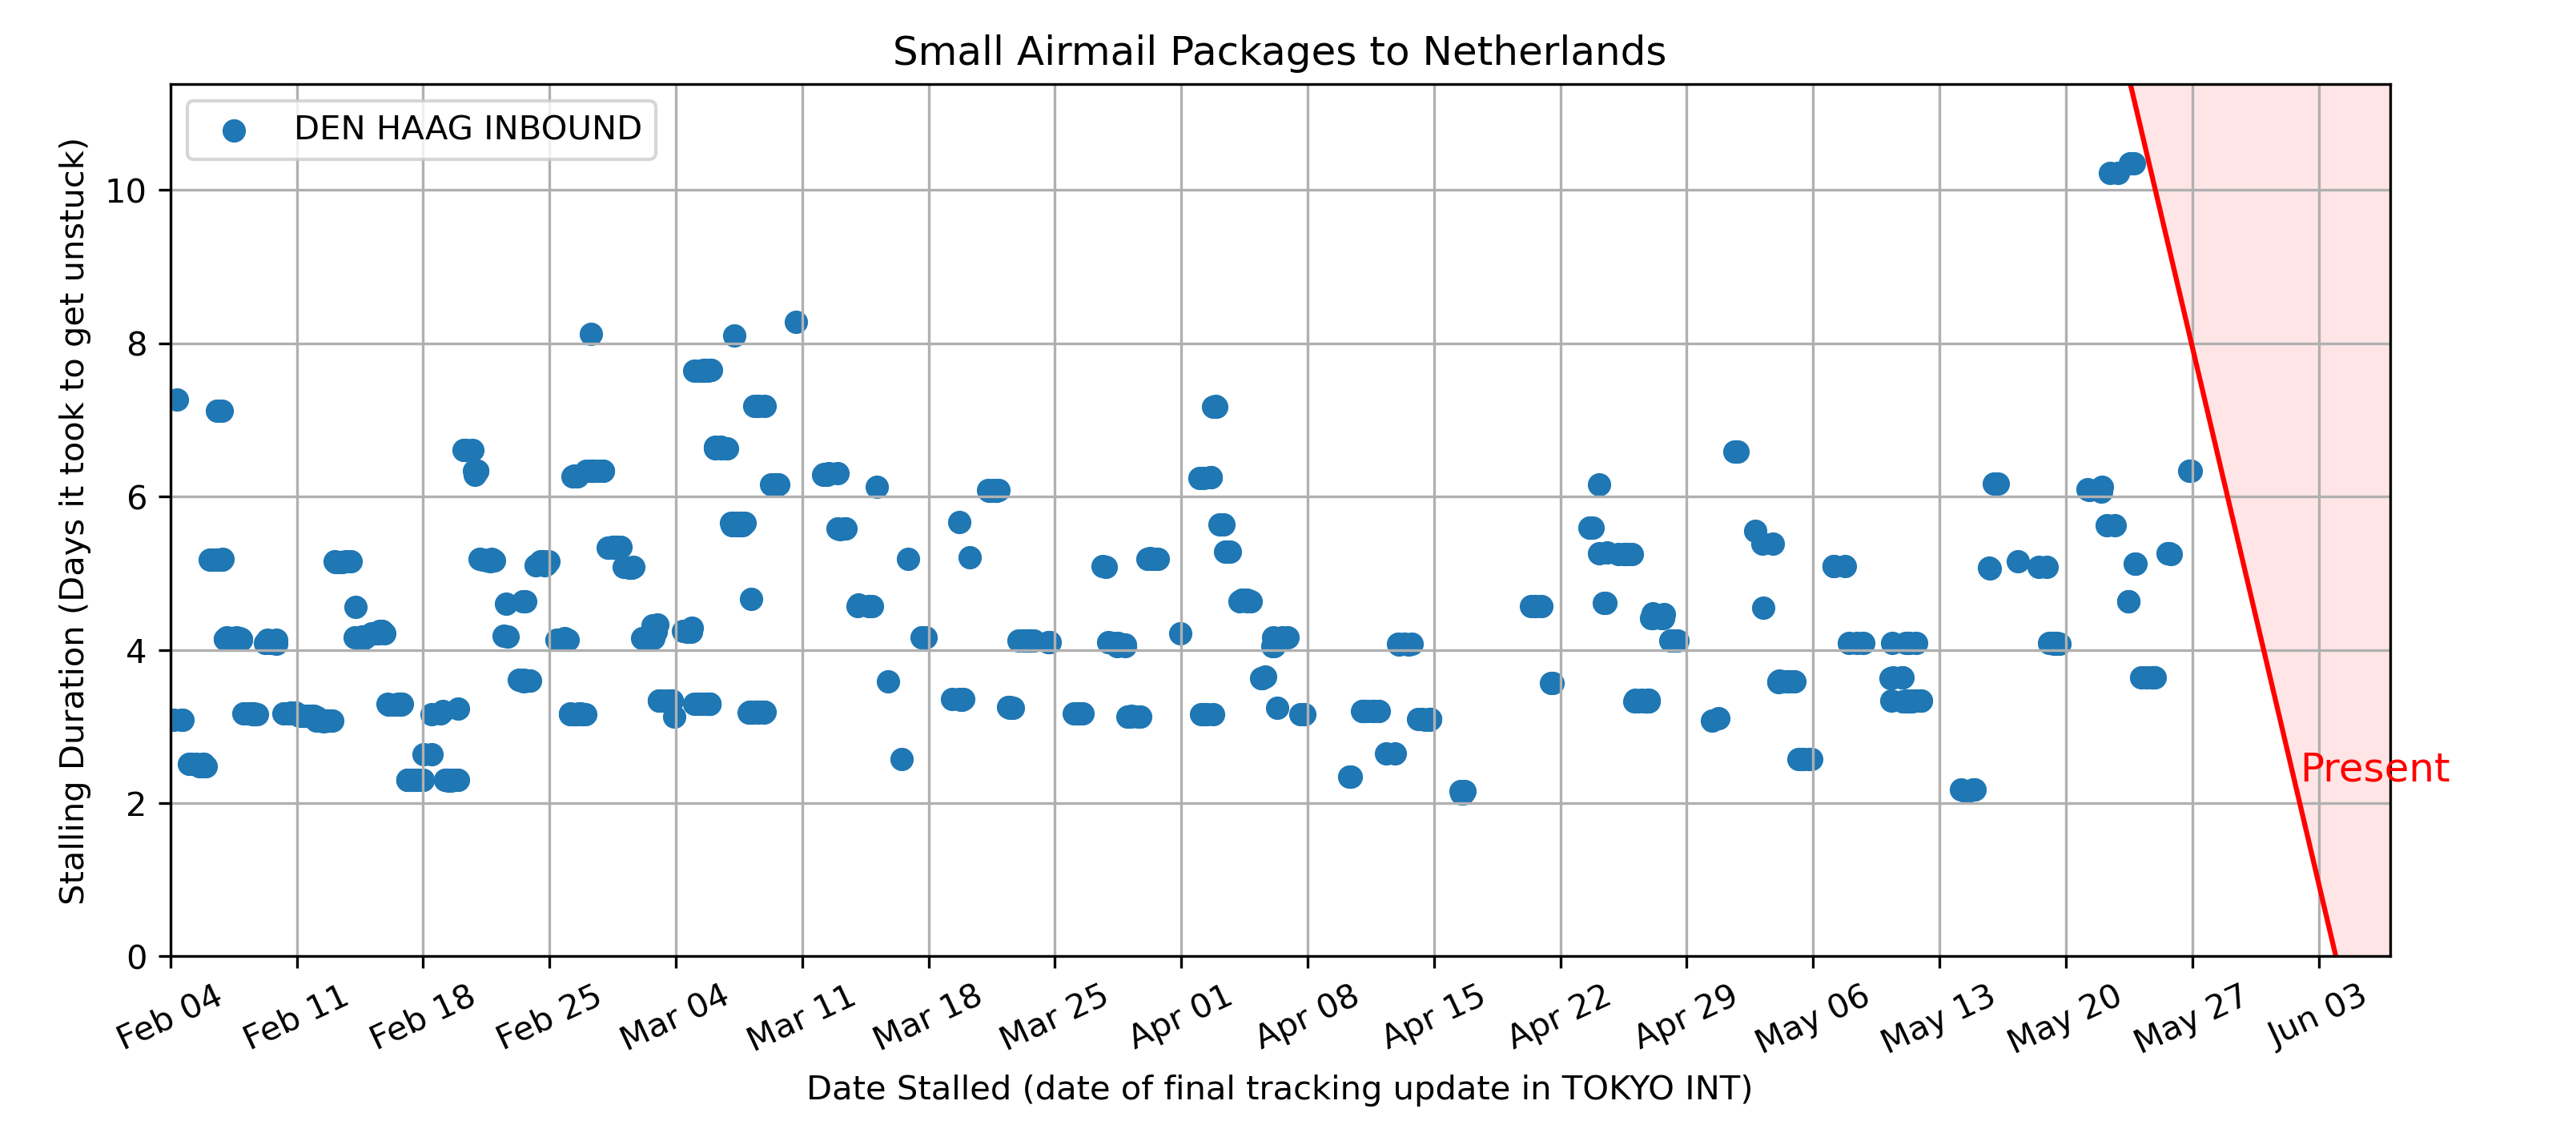 Small Airmail Packages to Netherlands
DEN HAAG INBOUND
Stalling Duration (Days it took to get unstuck)
10
8
6
4
2
0
Present
Feb 04
Feb 11
Feb 18
Feb 25
Mar 04
Mar 11
Mar 18
Mar 25
Apr 01
Apr 08
Apr 15
Apr 22
Apr 29
May 06
May 13
May 20
May 27
Jun 03
Date Stalled (date of final tracking update in TOKYO INT)